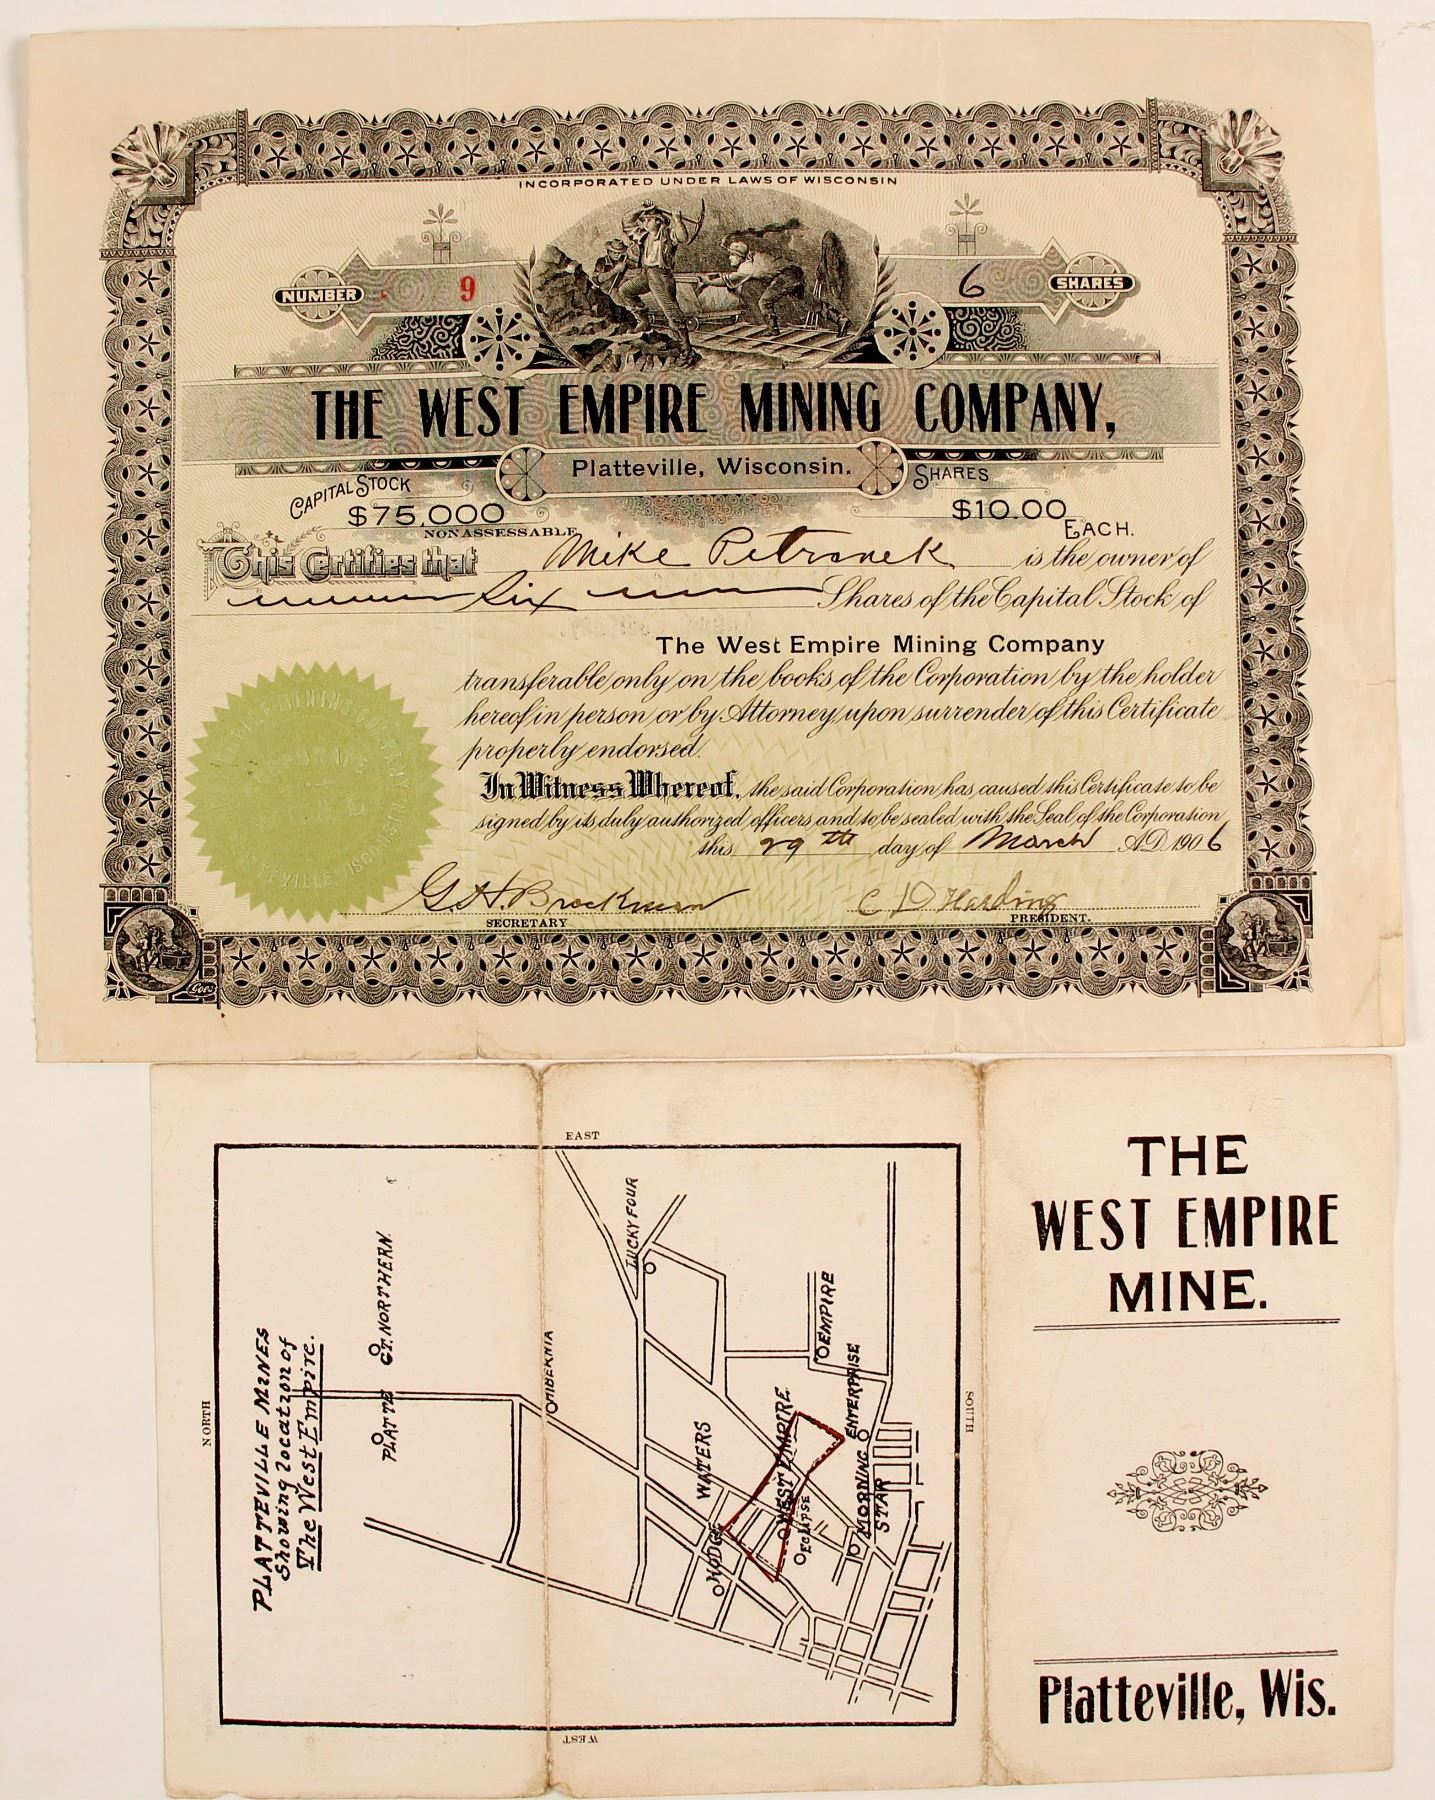 INCORPORATED UNDER LAWS OF WISCONSIN
NUMBER 9
6 SHARES
THE WEST EMPIRE MINING COMPANY,
Platteville, Wisconsin.
CAPITAL STOCK
$75,000
NONASSESSABLE
SHARES
$10.00
EACH.
This Certifies that Mike Petranek is the owner of
Six Shares of the Capital Stock of
The West Empire Mining Company
transferable only on the books of the Corporation by the holder
hereof in person or by Attorney upon surrender of this Certificate
properly endorsed.
In Witness Whereof, the said Corporation has caused this Certificate to be
signed by its duly authorized officers and to be sealed with the Seal of the Corporation
this 29th day of March A.D. 1906
G. H. Brockman
SECRETARY
C D Harding
PRESIDENT.
Goes
EAST
NORTH
SOUTH
WEST
PLATTEVILLE MINES
Showing location of
The West Empire.
GT. NORTHERN
PLATTE
HIBERNIA
LUCKY FOUR
EMPIRE
ENTERPRISE
WATERS
WEST EMPIRE
HODGE
ECLIPSE
MORNING
STAR
THE
WEST EMPIRE
MINE.
Platteville, Wis.